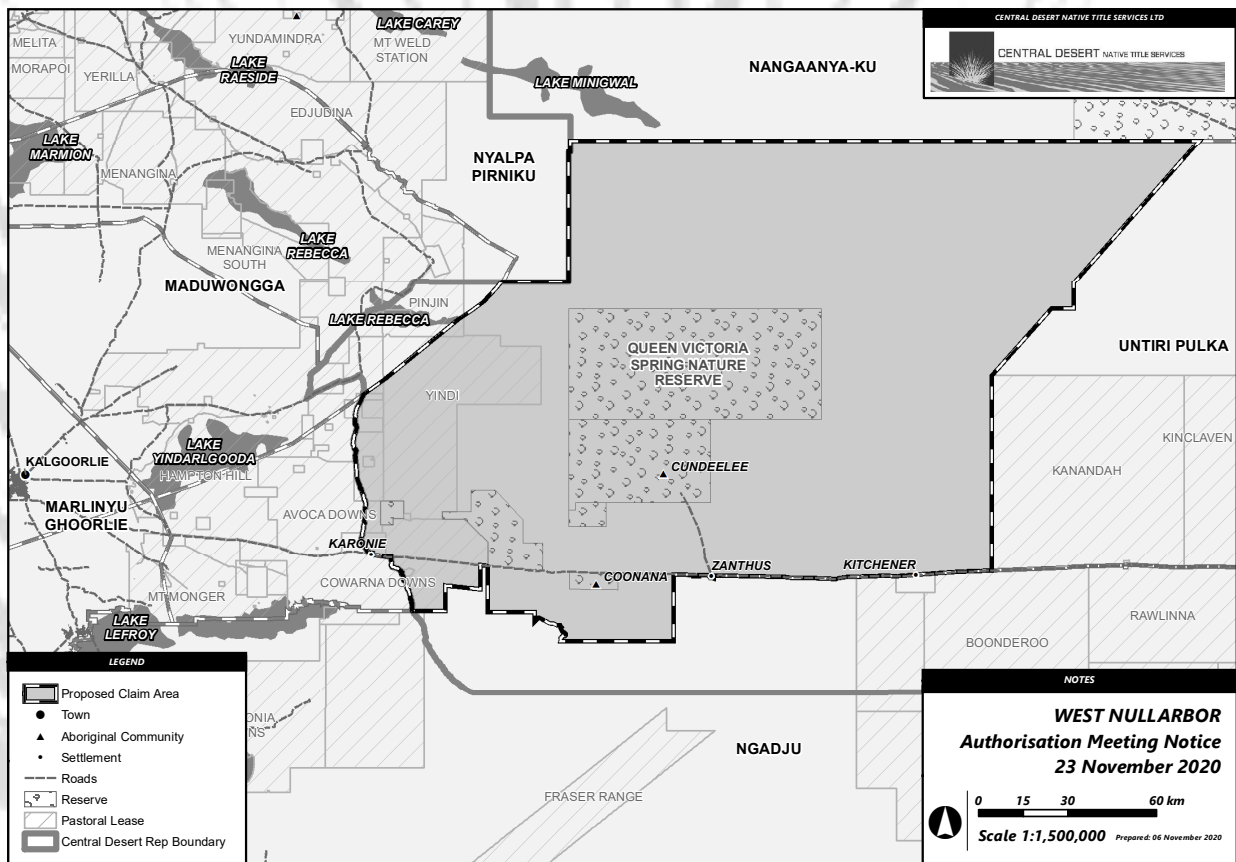 CENTRAL DESERT NATIVE TITLE SERVICES LTD
CENTRAL DESERT NATIVE TITLE SERVICES
MELITA
MORAPOI
YERILLA
YUNDAMINDRA
LAKE CAREY
MT WELD
STATION
LAKE
RAESIDE
LAKE MINIGWAL
NANGAANYA-KU
EDJUDINA
LAKE
MARMION
MENANGINA
NYALPA
PIRNIKU
LAKE
REBECCA
MENANGINA
SOUTH
MADUWONGGA
PINJIN
LAKE REBECCA
QUEEN VICTORIA
SPRING NATURE
RESERVE
UNTIRI PULKA
YINDI
LAKE
YINDARLGOODA
HAMPTON HILL
KALGOORLIE
MARLINYU
GHOORLIE
CUNDEELEE
KINCLAVEN
KANANDAH
AVOCA DOWNS
KARONIE
COWARNA DOWNS
COONANA
ZANTHUS
KITCHENER
MT MONGER
LAKE
LEFROY
BOONDEROO
RAWLINNA
NGADJU
FRASER RANGE
ONIA
NS
LEGEND
Proposed Claim Area
Town
Aboriginal Community
Settlement
Roads
Reserve
Pastoral Lease
Central Desert Rep Boundary
NOTES
WEST NULLARBOR
Authorisation Meeting Notice
23 November 2020
0 15 30 60 km
Scale 1:1,500,000 Prepared: 06 November 2020